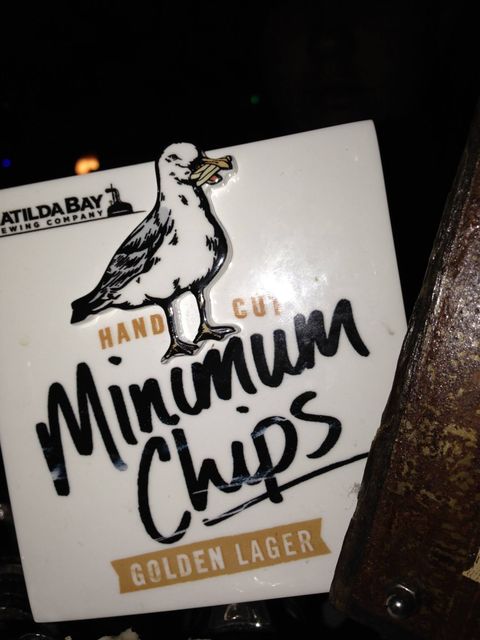 ATILDA BAY
EWING COMPANY
HAND CUT
Minimum
Chips
GOLDEN LAGER